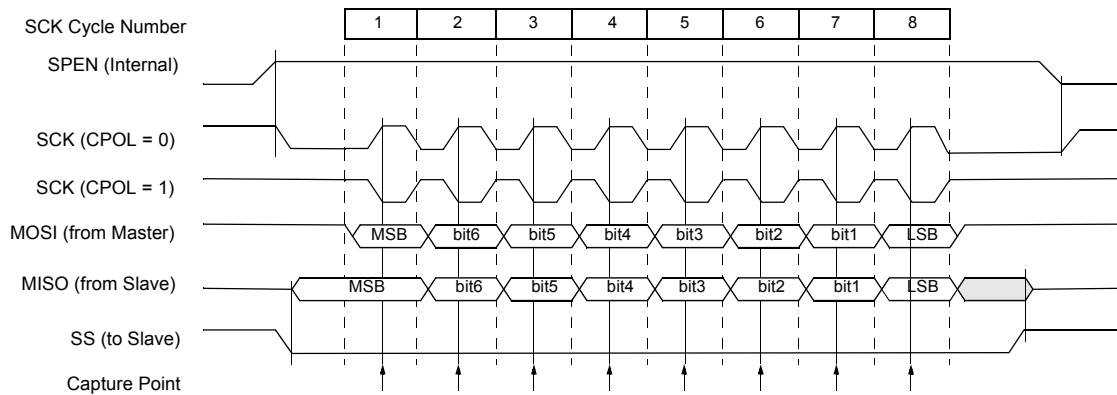 SCK Cycle Number 1 2 3 4 5 6 7 8
SPEN (Internal)
SCK (CPOL = 0)
SCK (CPOL = 1)
MOSI (from Master) MSB bit6 bit5 bit4 bit3 bit2 bit1 LSB
MISO (from Slave) MSB bit6 bit5 bit4 bit3 bit2 bit1 LSB
SS (to Slave)
Capture Point